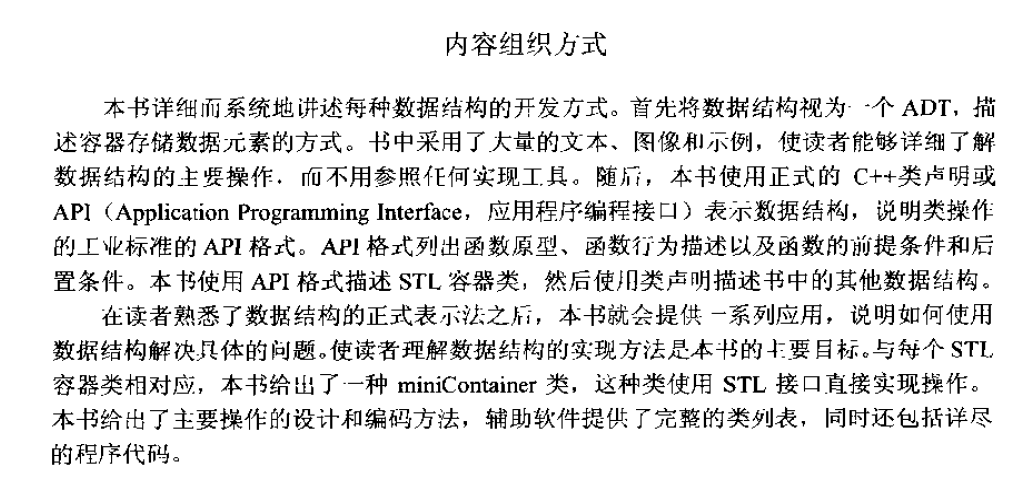 内容组织方式
本书详细而系统地讲述每种数据结构的开发方式。首先将数据结构视为一个 ADT，描
述容器存储数据元素的方式。书中采用了大量的文本、图像和示例，使读者能够详细了解
数据结构的主要操作，而不用参照任何实现工具。随后，本书使用正式的 C++类声明或
API（Application Programming Interface，应用程序编程接口）表示数据结构，说明类操作
的工业标准的 API 格式。API 格式列出函数原型、函数行为描述以及函数的前提条件和后
置条件。本书使用 API 格式描述 STL 容器类，然后使用类声明描述书中的其他数据结构。
在读者熟悉了数据结构的正式表示法之后，本书就会提供一系列应用，说明如何使用
数据结构解决具体的问题。使读者理解数据结构的实现方法是本书的主要目标。与每个 STL
容器类相对应，本书给出了一种 miniContainer 类，这种类使用 STL 接口直接实现操作。
本书给出了主要操作的设计和编码方法，辅助软件提供了完整的类列表，同时还包括详尽
的程序代码。